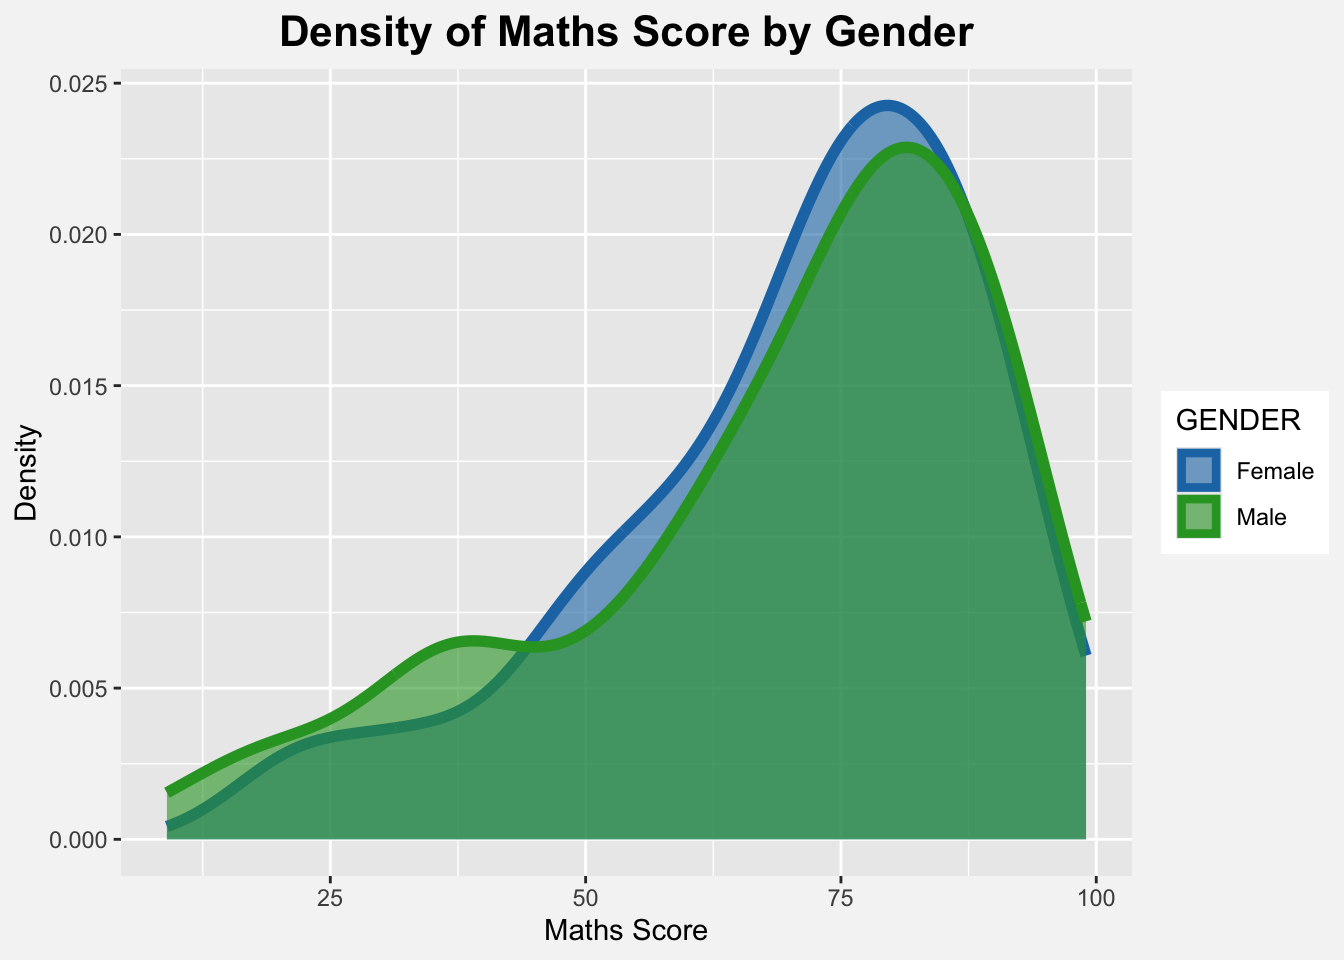 Density of Maths Score by Gender
0.025
0.020
0.015
0.010
0.005
0.000
Density
25 50 75 100
Maths Score
GENDER
Female
Male